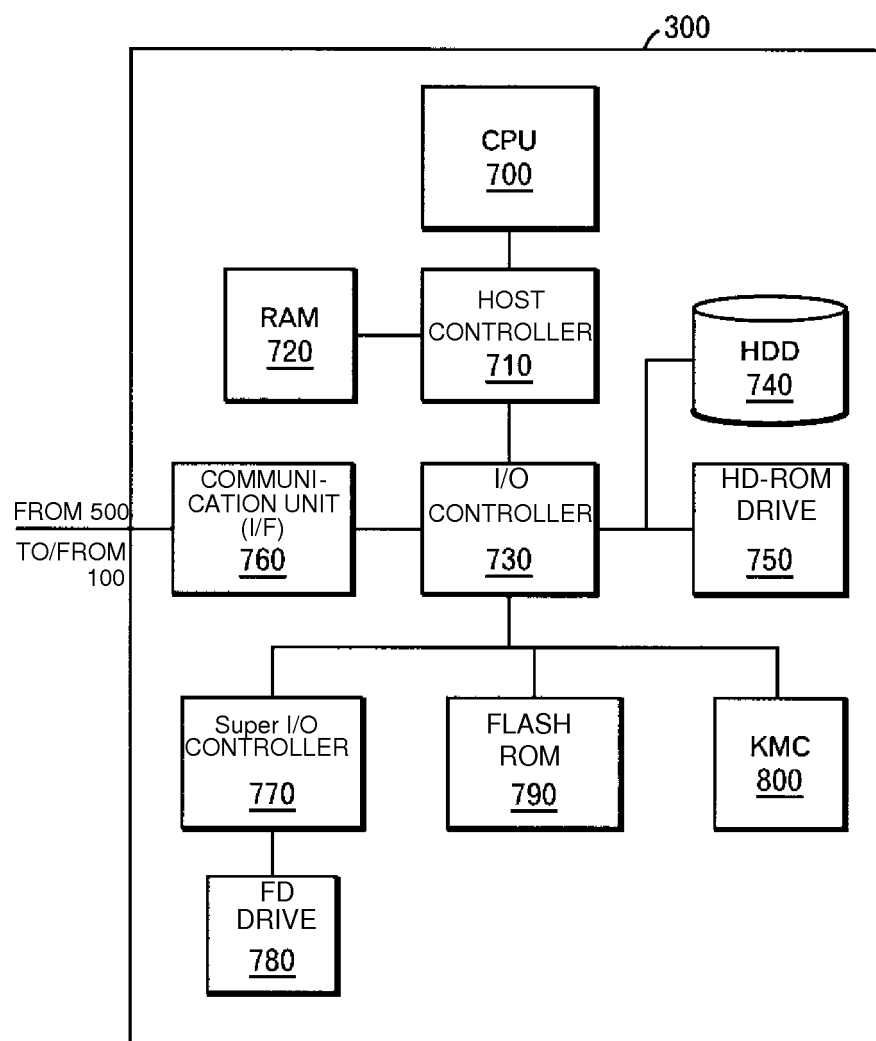 300
CPU
700
RAM
720
HOST
CONTROLLER
710
HDD
740
COMMUNI-
CATION UNIT
(I/F)
760
I/O
CONTROLLER
730
HD-ROM
DRIVE
750
FROM 500
TO/FROM
100
Super I/O
CONTROLLER
770
FLASH
ROM
790
KMC
800
FD
DRIVE
780